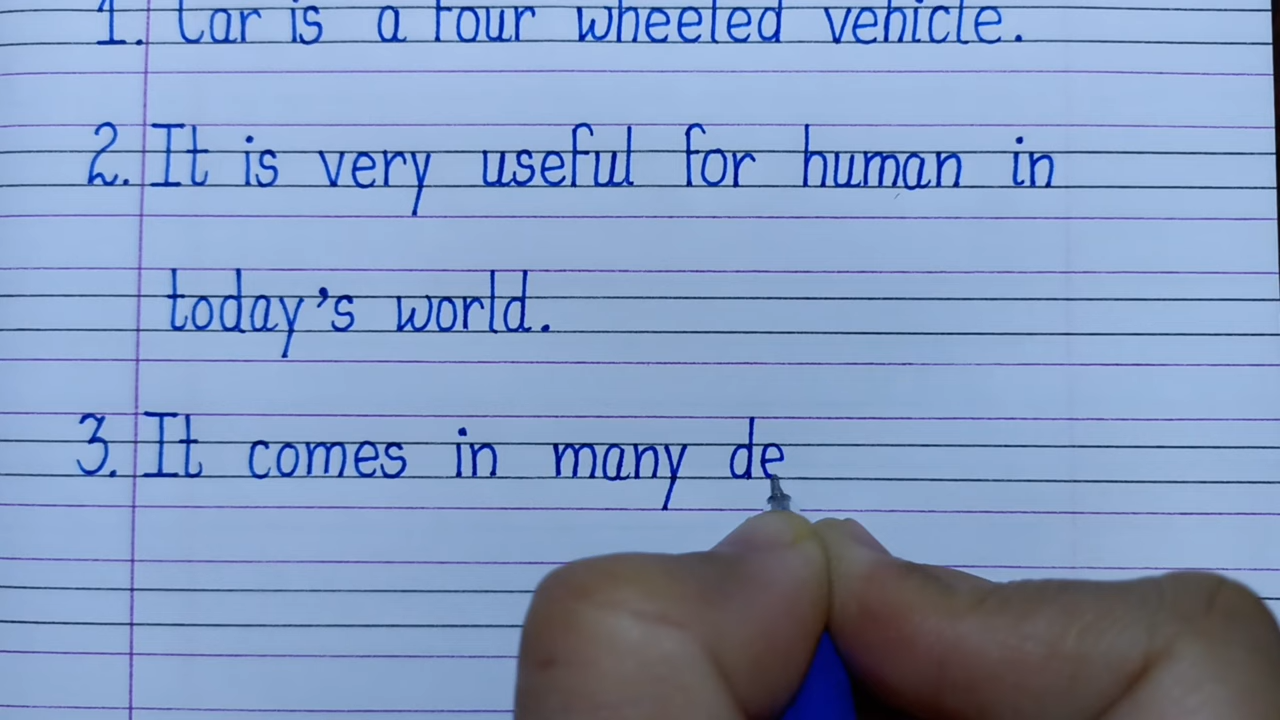 1. Car is a four wheeled vehicle.
2. It is very useful for human in
today's world.
3. It comes in many de